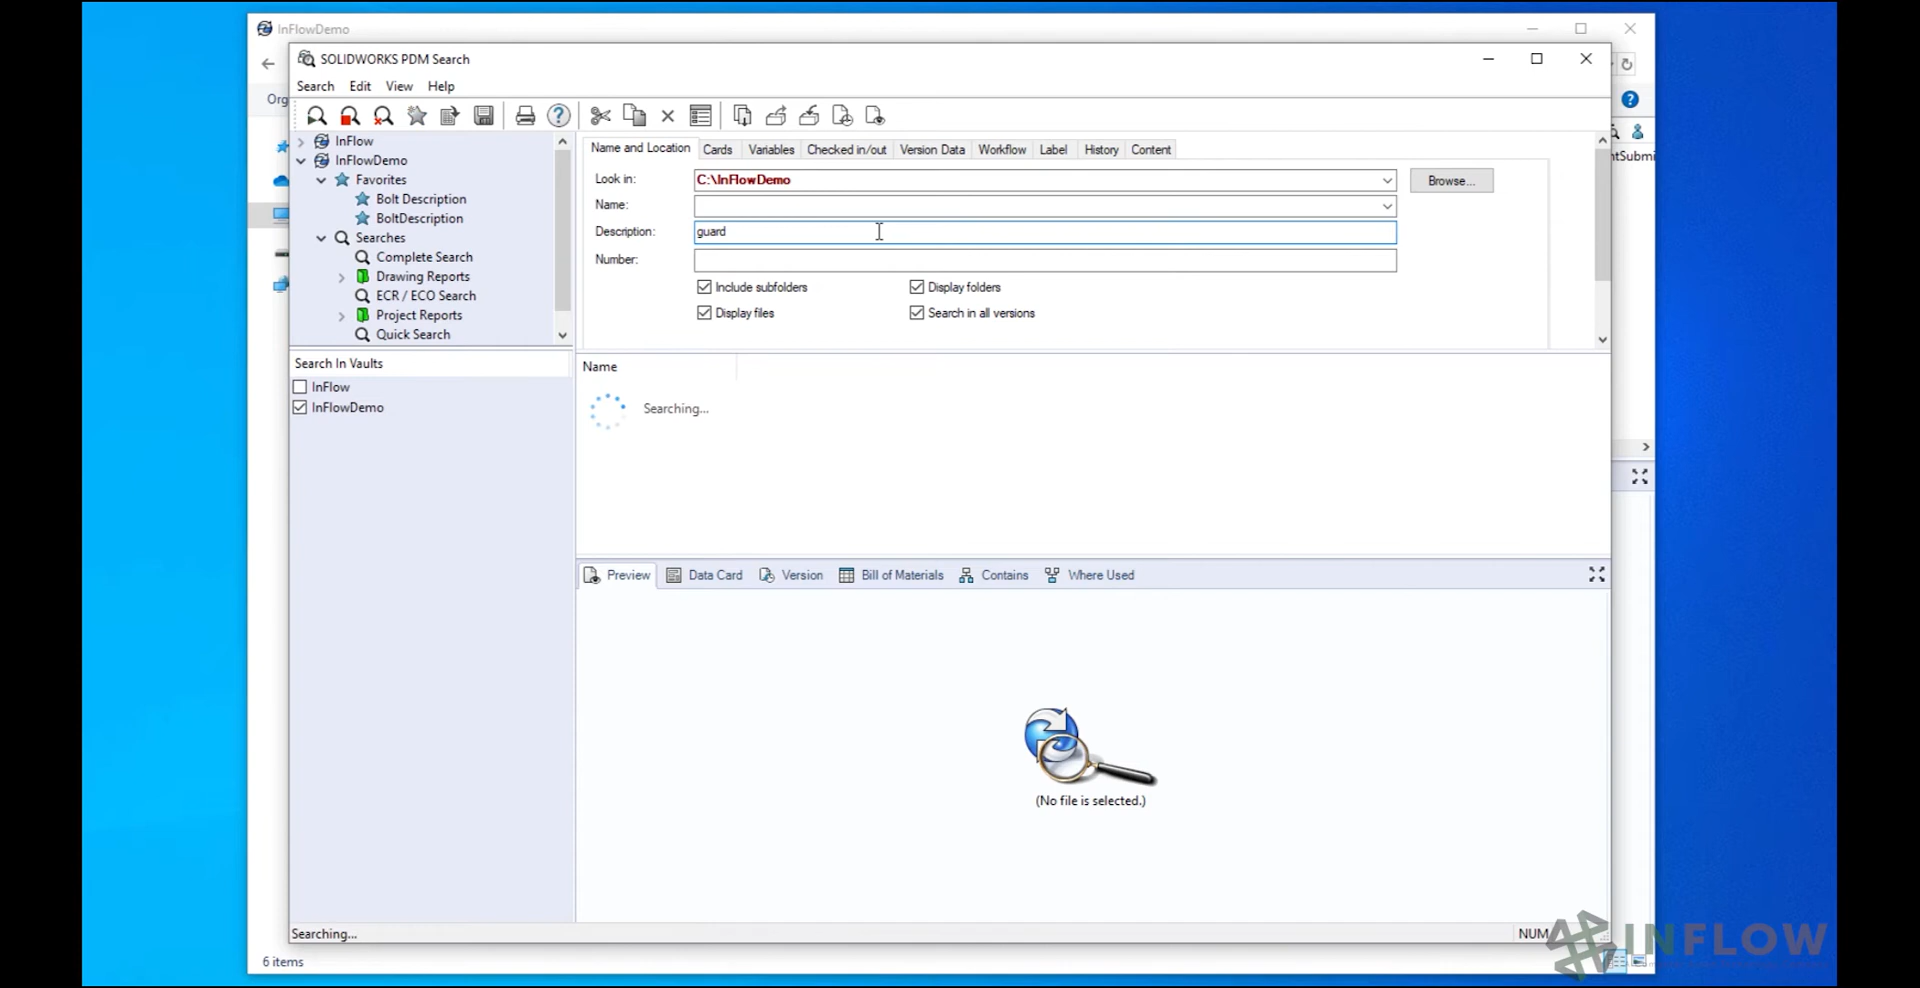 InFlowDemo
SOLIDWORKS PDM Search
Search Edit View Help
Org
InFlow
InFlowDemo
Favorites
Bolt Description
BoltDescription
Searches
Complete Search
Drawing Reports
ECR / ECO Search
Project Reports
Quick Search
Search In Vaults
InFlow
InFlowDemo
Name and Location Cards Variables Checked in/out Version Data Workflow Label History Content
Look in: C:\InFlowDemo Browse...
Name:
Description: guard
Number:
Include subfolders Display folders
Display files Search in all versions
ntSubmi
Name
Searching...
Preview Data Card Version Bill of Materials Contains Where Used
(No file is selected.)
Searching... NUM
INFLOW
6 items